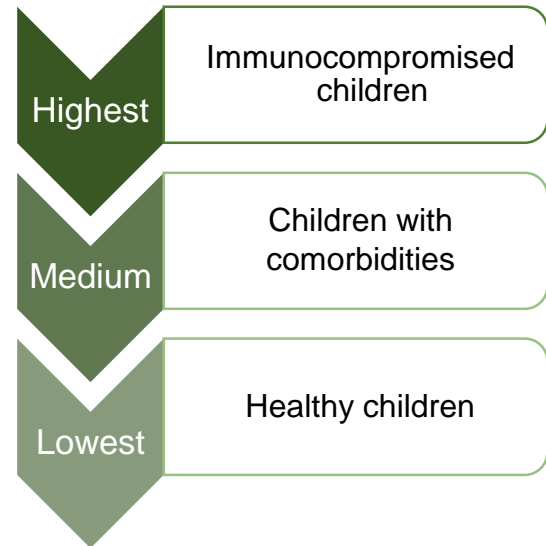 Highest
Immunocompromised
children
Medium
Children with
comorbidities
Lowest
Healthy children